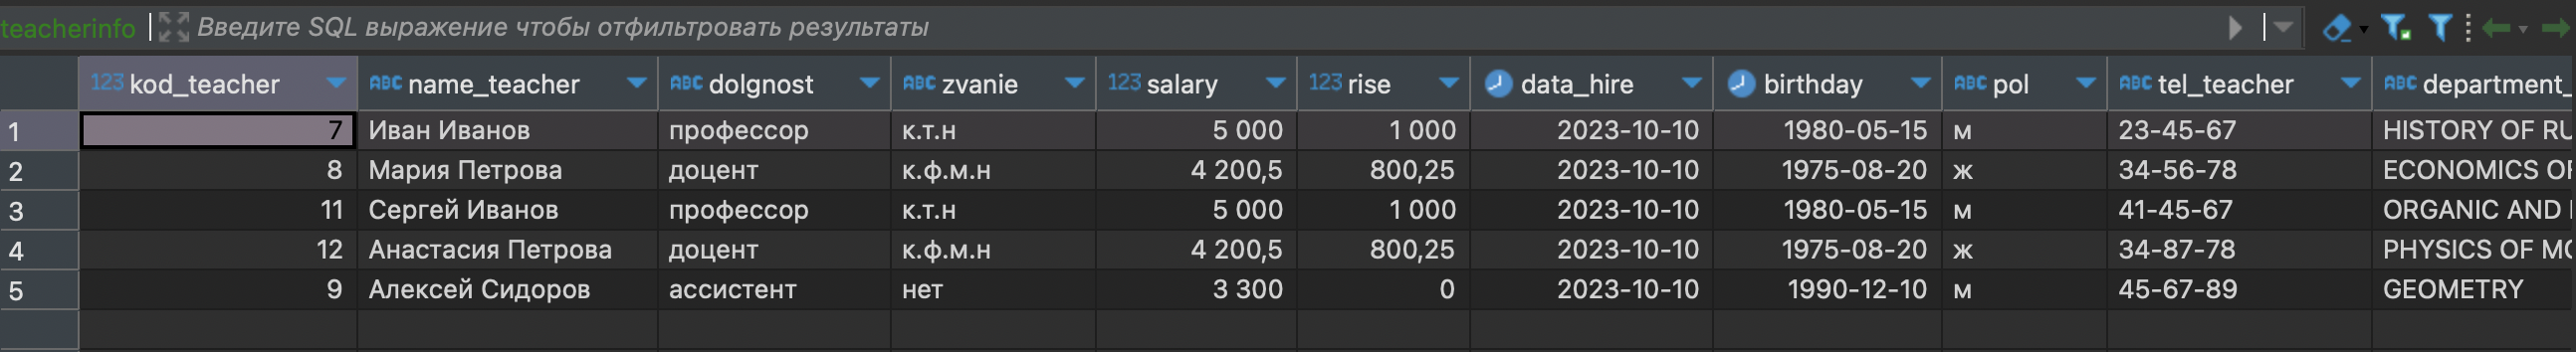 teacherinfo Введите SQL выражение чтобы отфильтровать результаты
123 kod_teacher ABC name_teacher ABC dolgnost ABC zvanie 123 salary 123 rise data_hire birthday ABC pol ABC tel_teacher ABC department_
1 7 Иван Иванов профессор к.т.н 5 000 1 000 2023-10-10 1980-05-15 м 23-45-67 HISTORY OF RU
2 8 Мария Петрова доцент к.ф.м.н 4 200,5 800,25 2023-10-10 1975-08-20 ж 34-56-78 ECONOMICS OF
3 11 Сергей Иванов профессор к.т.н 5 000 1 000 2023-10-10 1980-05-15 м 41-45-67 ORGANIC AND
4 12 Анастасия Петрова доцент к.ф.м.н 4 200,5 800,25 2023-10-10 1975-08-20 ж 34-87-78 PHYSICS OF MO
5 9 Алексей Сидоров ассистент нет 3 300 0 2023-10-10 1990-12-10 м 45-67-89 GEOMETRY